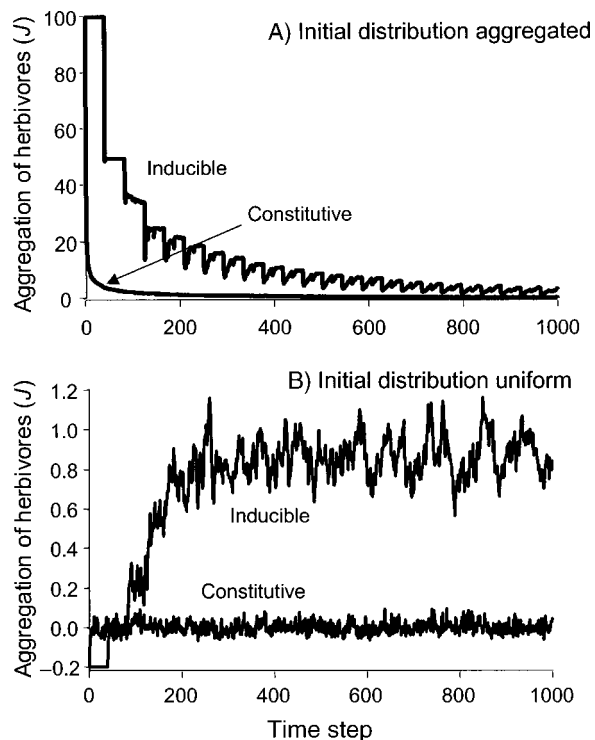 A) Initial distribution aggregated
Aggregation of herbivores (J)
100
80
60
40
20
0
Inducible
Constitutive
0 200 400 600 800 1000
B) Initial distribution uniform
Aggregation of herbivores (J)
1.2
1.0
0.8
0.6
0.4
0.2
0.0
−0.2
Inducible
Constitutive
0 200 400 600 800 1000
Time step